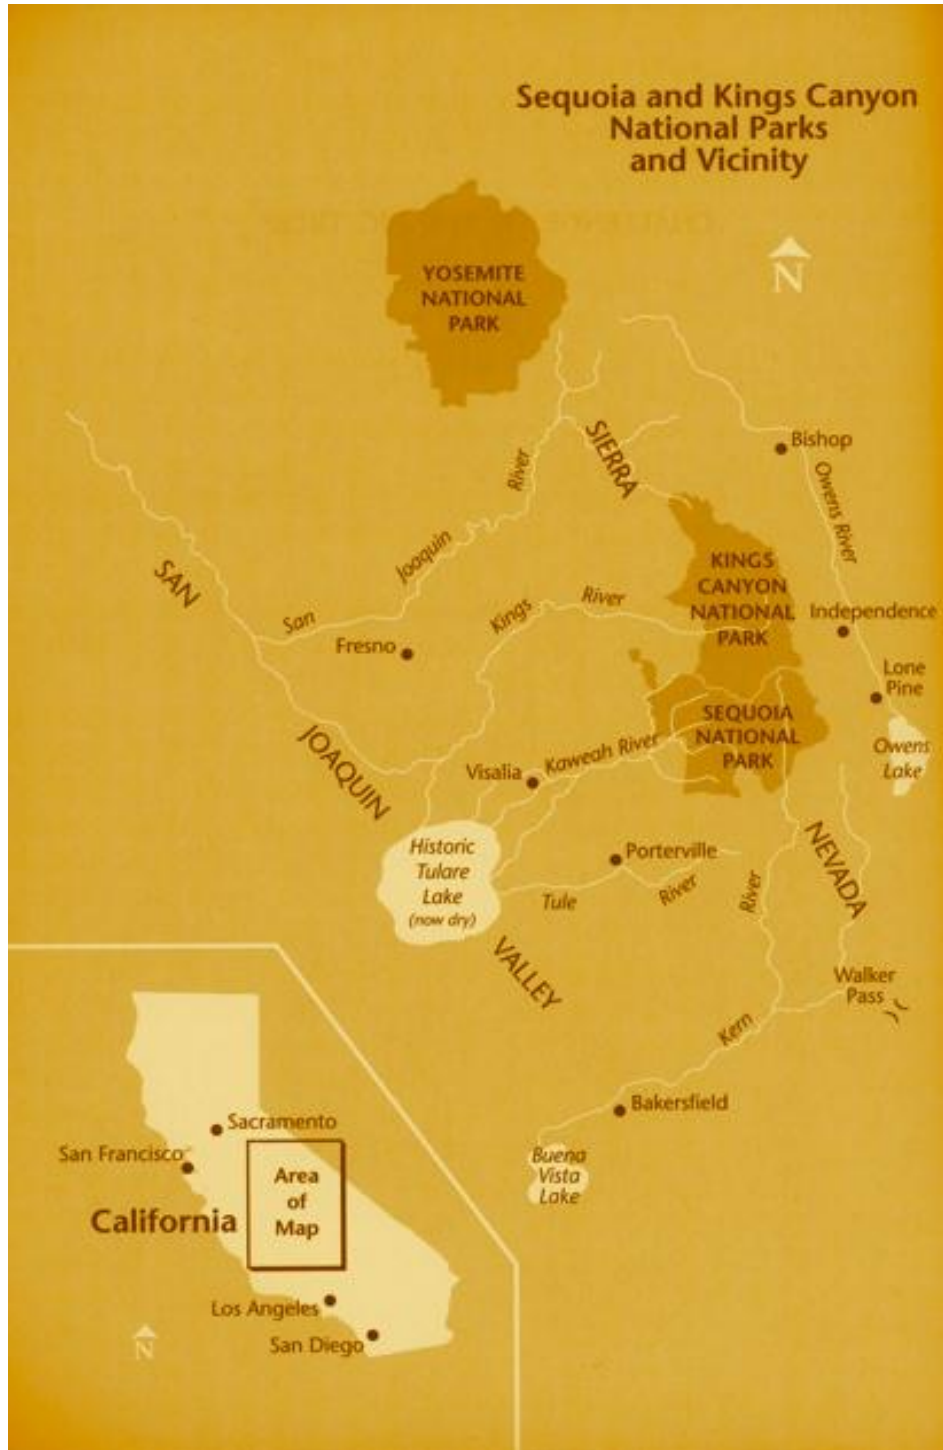 Sequoia and Kings Canyon
National Parks
and Vicinity
N
YOSEMITE
NATIONAL
PARK
SIERRA
Bishop
Owens River
River
Joaquin
San
SAN
KINGS
CANYON
NATIONAL
PARK
Kings
River
Independence
Fresno
Lone
Pine
SEQUOIA
NATIONAL
PARK
Owens
Lake
JOAQUIN
Visalia
Kaweah River
Historic
Tulare
Lake
(now dry)
Porterville
Tule
River
River
NEVADA
VALLEY
Walker
Pass
Kern
Bakersfield
Buena
Vista
Lake
Sacramento
San Francisco
Area
of
Map
California
Los Angeles
San Diego
N